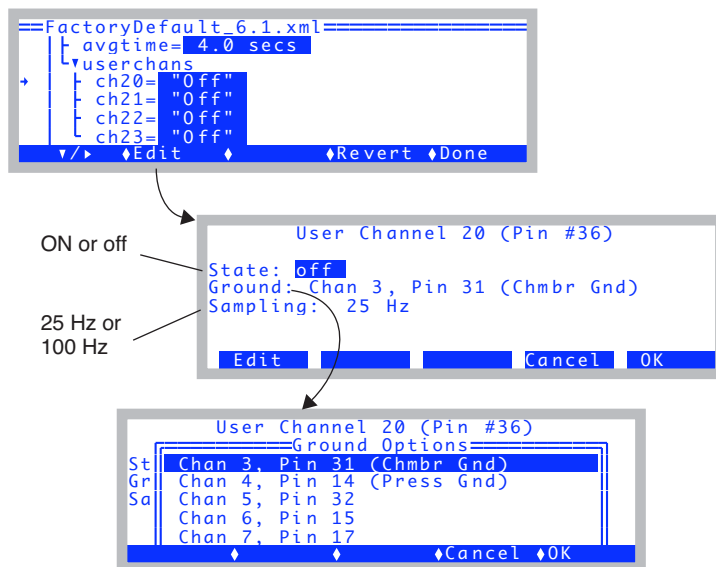 FactoryDefault_6.1.xml
avgtime= 4.0 secs
userchans
ch20= "Off"
ch21= "Off"
ch22= "Off"
ch23= "Off"
Edit Revert Done
User Channel 20 (Pin #36)
ON or off
State: off
Ground: Chan 3, Pin 31 (Chmbr Gnd)
Sampling: 25 Hz
25 Hz or
100 Hz
Edit Cancel OK
User Channel 20 (Pin #36)
Ground Options
St Chan 3, Pin 31 (Chmbr Gnd)
Gr Chan 4, Pin 14 (Press Gnd)
Sa Chan 5, Pin 32
Chan 6, Pin 15
Chan 7, Pin 17
Cancel OK